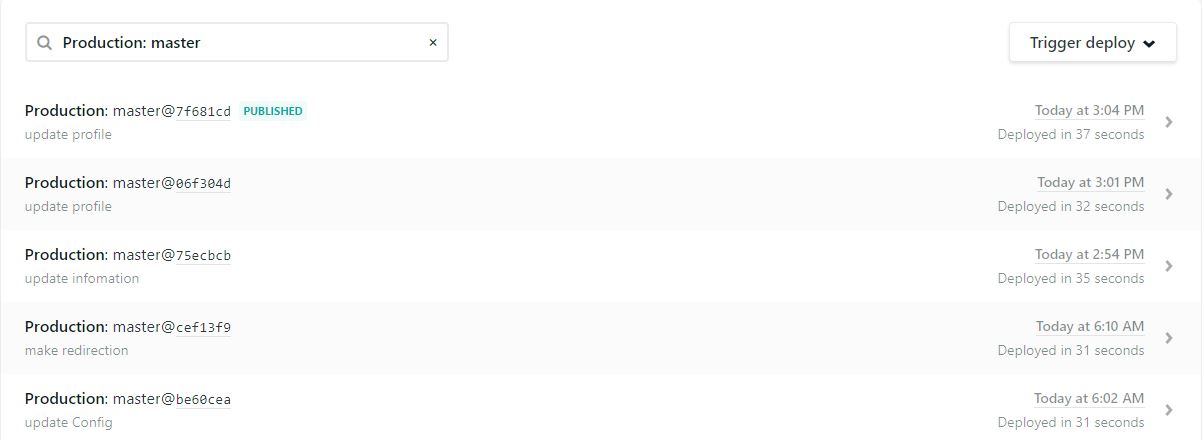 Production: master ×
Trigger deploy
Production: master@7f681cd PUBLISHED
Today at 3:04 PM
update profile
Deployed in 37 seconds
Production: master@06f304d
Today at 3:01 PM
update profile
Deployed in 32 seconds
Production: master@75ecbcb
Today at 2:54 PM
update infomation
Deployed in 35 seconds
Production: master@cef13f9
Today at 6:10 AM
make redirection
Deployed in 31 seconds
Production: master@be60cea
Today at 6:02 AM
update Config
Deployed in 31 seconds